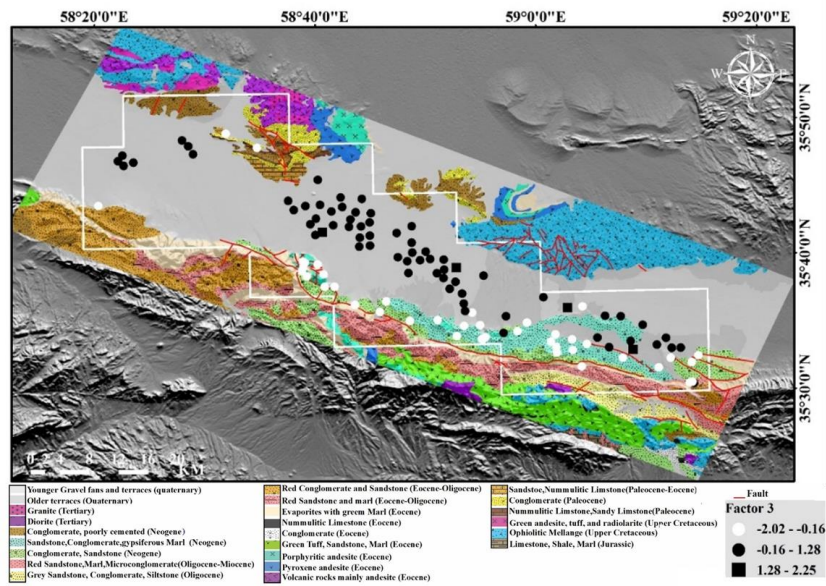 58°20'0"E 58°40'0"E 59°0'0"E 59°20'0"E
N
W E
S
35°50'0"N
35°40'0"N
35°30'0"N
0 2 4 8 12 16 20
KM
Younger Gravel fans and terraces (quaternary)
Older terraces (Quaternary)
Granite (Tertiary)
Diorite (Tertiary)
Conglomerate, poorly cemented (Neogene)
Sandstone,Conglomerate,gypsiferous Marl (Neogene)
Conglomerate, Sandstone (Neogene)
Red Sandstone,Marl,Microconglomerate(Oligogene-Miocene)
Grey Sandstone, Conglomerate, Siltstone (Oligocene)
Red Conglomerate and Sandstone (Eocene-Oligocene)
Red Sandstone and marl (Eocene-Oligocene)
Evaporites with greem Marl (Eocene)
Nummulitic Limestone (Eocene)
Conglomerate (Eocene)
Green Tuff, Sandstone, Marl (Eocene)
Porphyritic andesite (Eocene)
Pyroxene andesite (Eocene)
Volcanic rocks mainly andesite (Eocene)
Sandstoe,Nummulitic Limstone(Paleocene-Eocene)
Conglomerate (Paleocene)
Nummulitic Limstone,Sandy Limstone(Paleocene)
Green andesite, tuff, and radiolarite (Upper Cretaceous)
Ophiolitic Mellange (Upper Cretaceous)
Limestone, Shale, Marl (Jurassic)
Fault
Factor 3
-2.02 - -0.16
-0.16 - 1.28
1.28 - 2.25